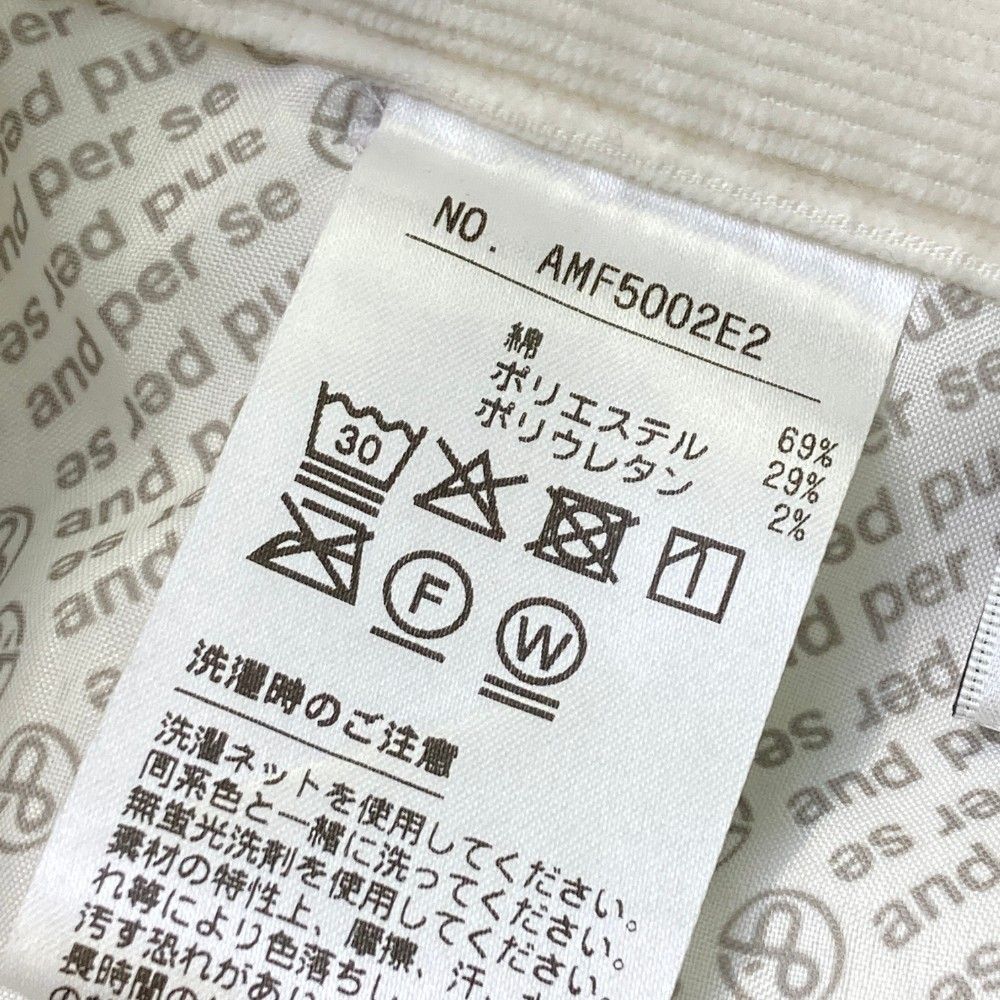 NO. AMF5002E2
綿 69%
ポリエステル 29%
ポリウレタン 2%
30
F
W
洗濯時のご注意
洗濯ネットを使用してください。
同系色と一緒に洗ってください。
無蛍光洗剤を使用してください
素材の特性上、摩擦、汗、
れ等により色落ちし
汚す恐れがあ
長時間の
and per se
and per se
and per se
and per se
and per se